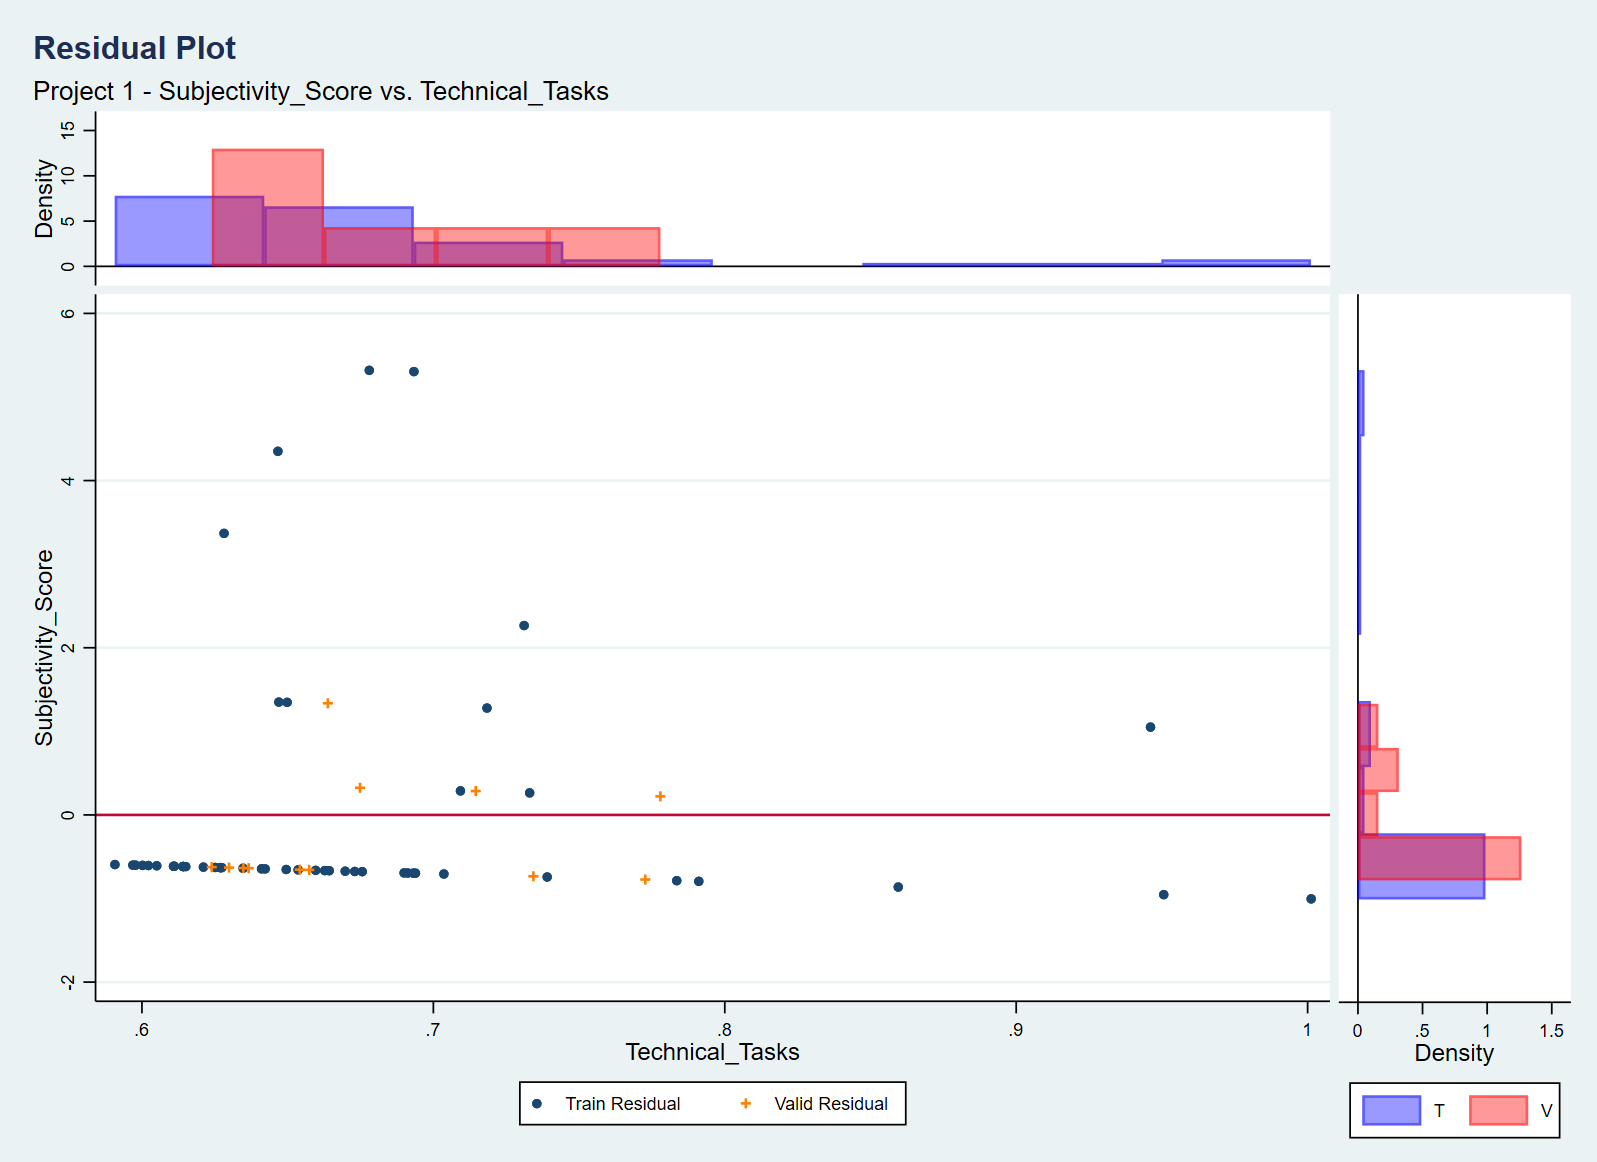 Residual Plot
Project 1 - Subjectivity_Score vs. Technical_Tasks
Density
15
10
5
0
Subjectivity_Score
6
4
2
0
-2
.6 .7 .8 .9 1
Technical_Tasks
0 .5 1 1.5
Density
Train Residual Valid Residual
T V